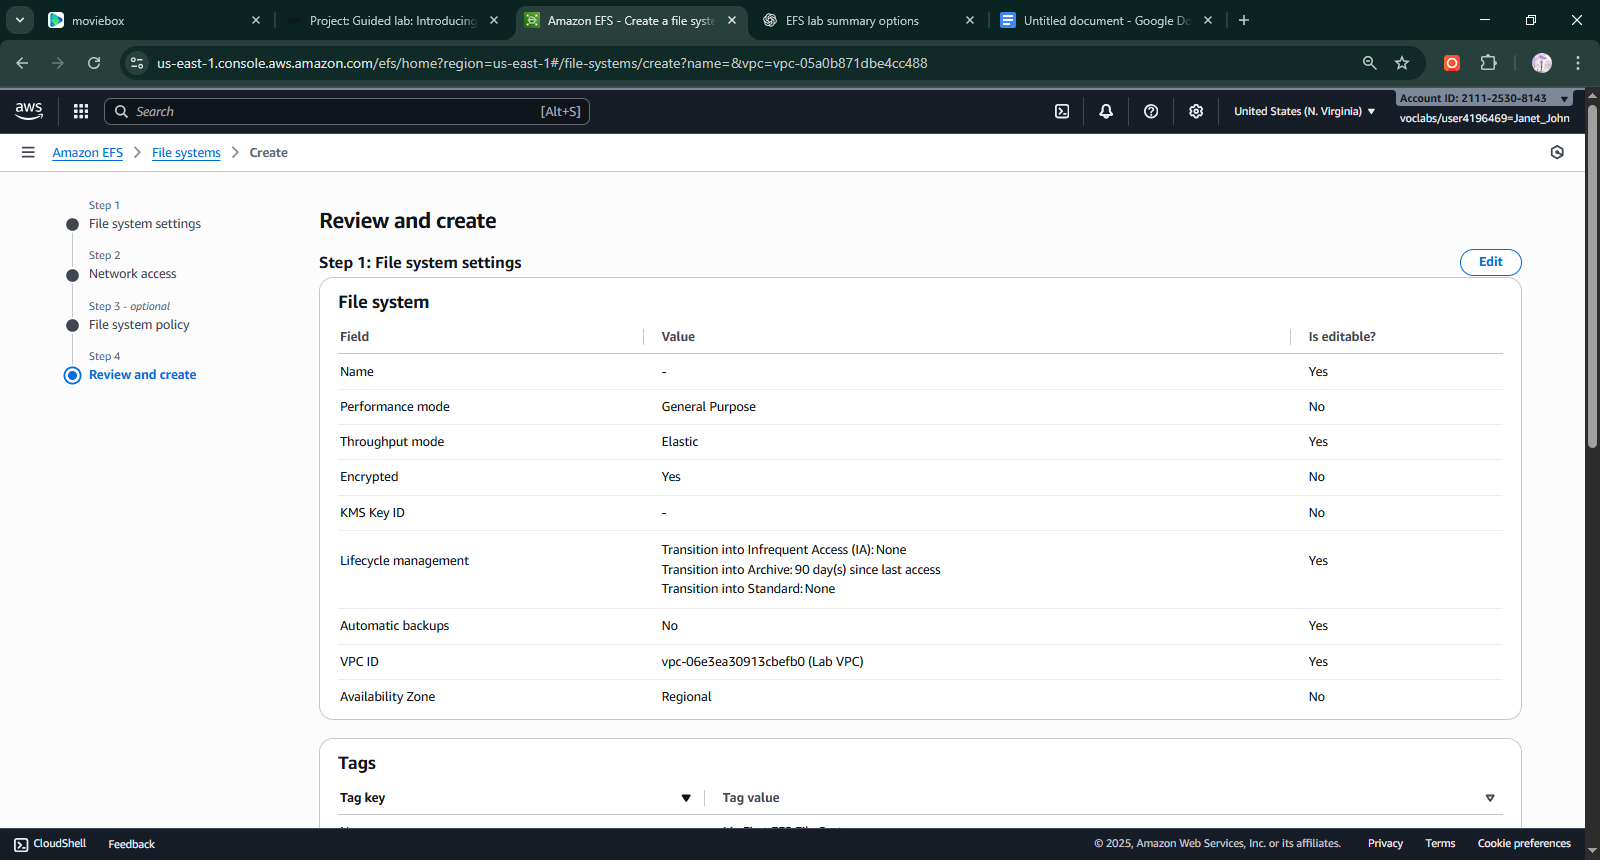 moviebox
Project: Guided lab: Introducing
Amazon EFS - Create a file syste
EFS lab summary options
Untitled document - Google Do
us-east-1.console.aws.amazon.com/efs/home?region=us-east-1#/file-systems/create?name=&vpc=vpc-05a0b871dbe4cc488
aws
Search
[Alt+S]
United States (N. Virginia)
Account ID: 2111-2530-8143
voclabs/user4196469=Janet_John
Amazon EFS
File systems
Create
Step 1
File system settings
Step 2
Network access
Step 3 - optional
File system policy
Step 4
Review and create
Review and create
Step 1: File system settings
Edit
File system
Field Value Is editable?
Name - Yes
Performance mode General Purpose No
Throughput mode Elastic Yes
Encrypted Yes No
KMS Key ID - No
Lifecycle management Transition into Infrequent Access (IA): None
Transition into Archive: 90 day(s) since last access
Transition into Standard: None
Yes
Automatic backups No Yes
VPC ID vpc-06e3ea30913cbefb0 (Lab VPC) Yes
Availability Zone Regional No
Tags
Tag key Tag value
CloudShell
Feedback
© 2025, Amazon Web Services, Inc. or its affiliates.
Privacy
Terms
Cookie preferences